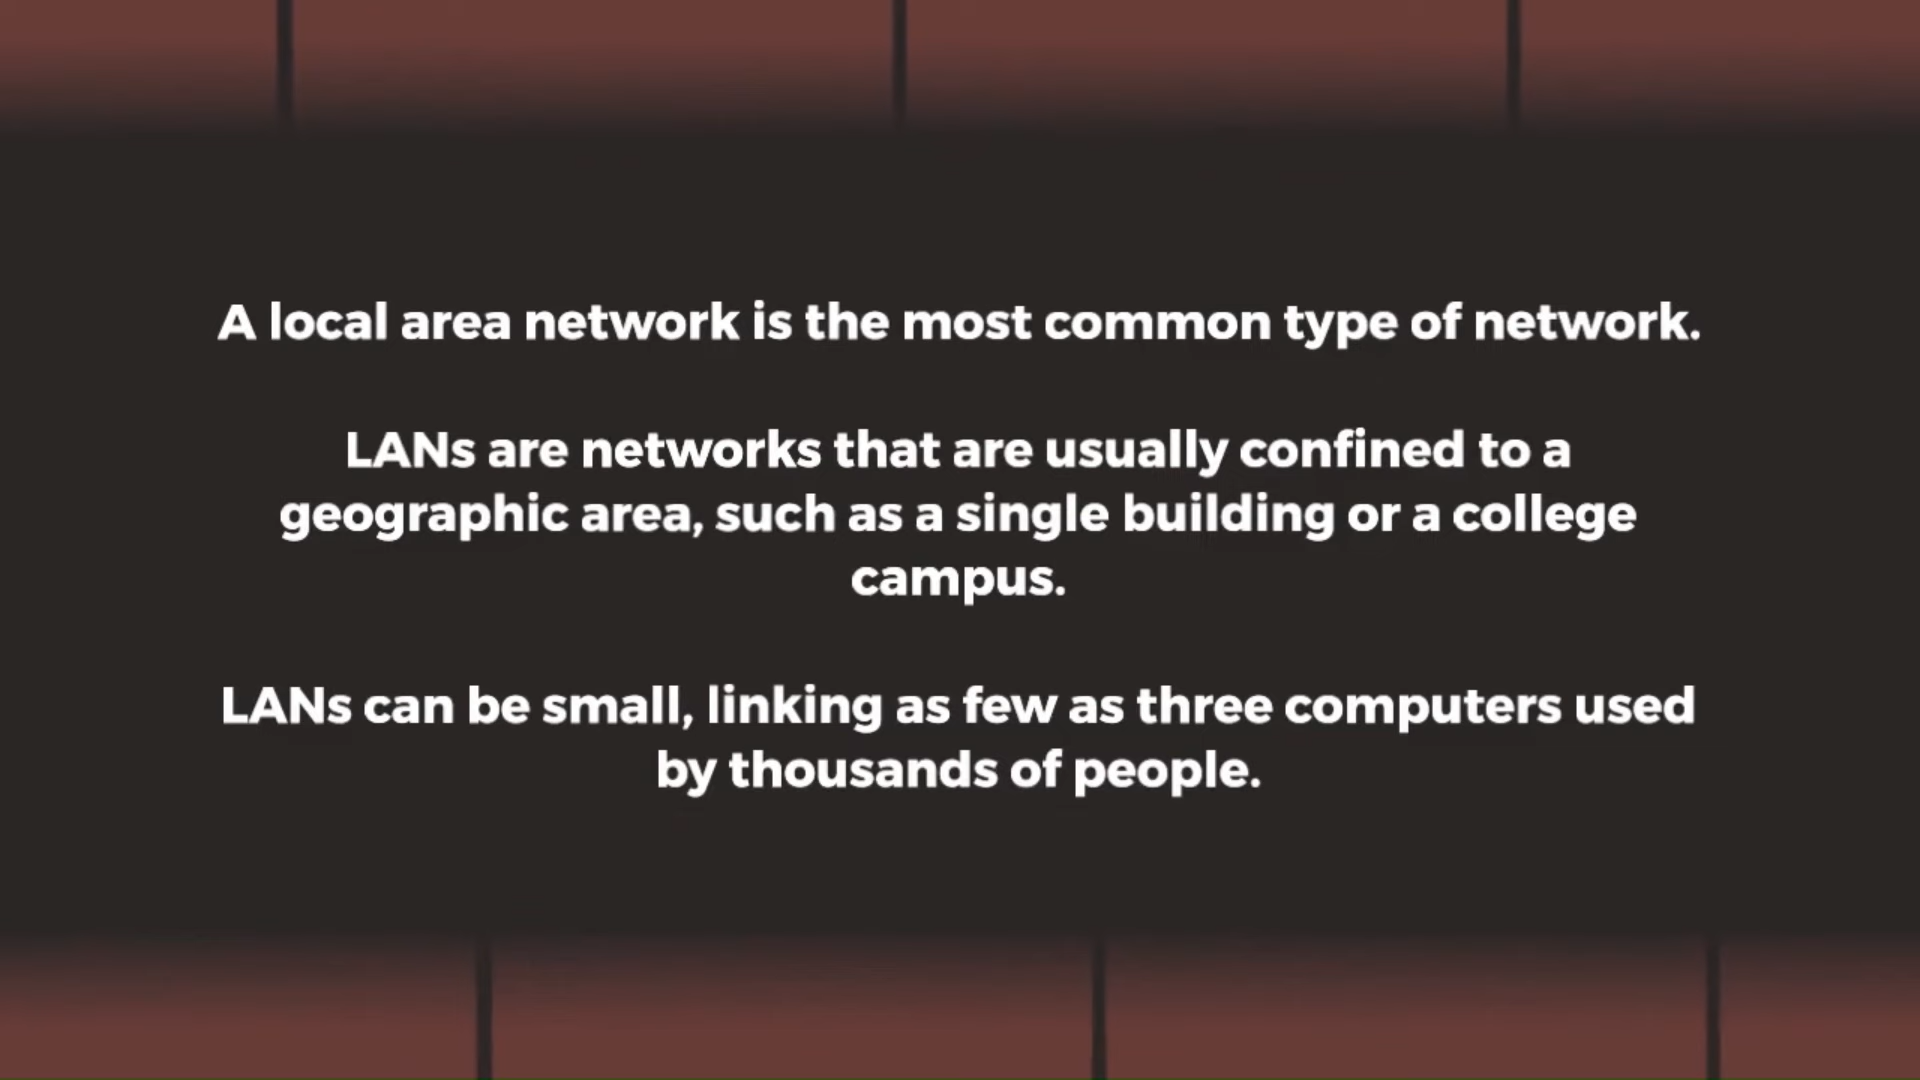 A local area network is the most common type of network.
LANs are networks that are usually confined to a
geographic area, such as a single building or a college
campus.
LANs can be small, linking as few as three computers used
by thousands of people.